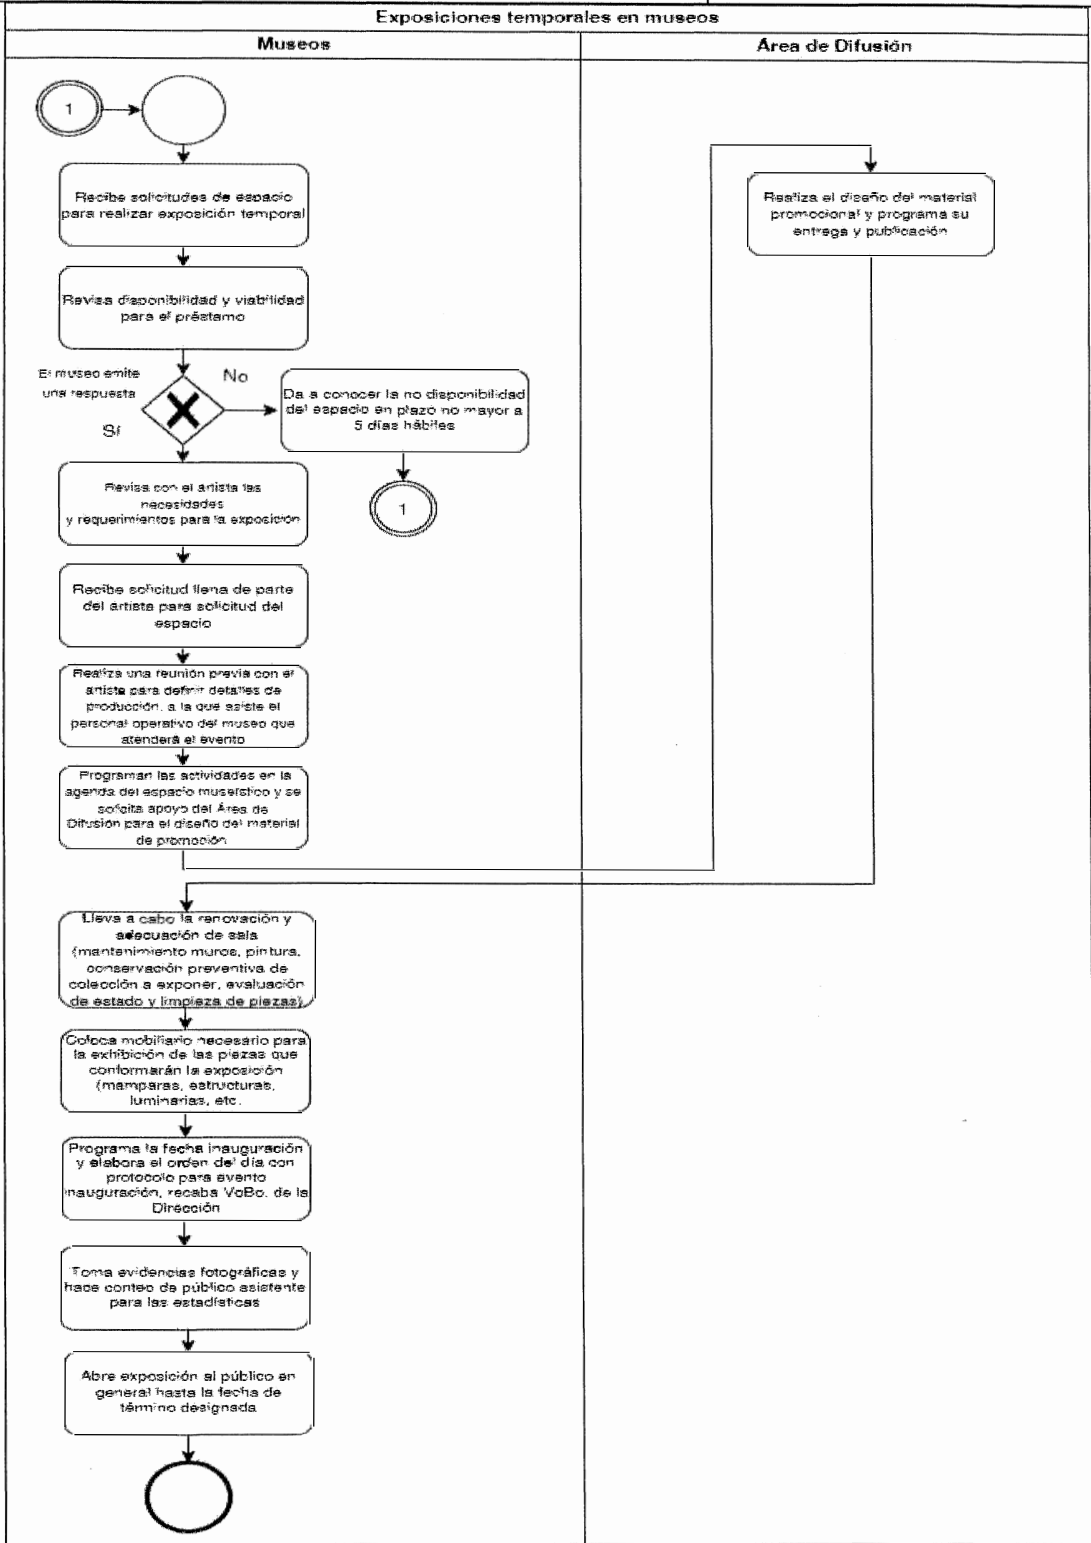 Exposiciones temporales en museos
Museos
Área de Difusión
1
Recibe solicitudes de espacio
para realizar exposición temporal
Revisa disponibilidad y viabilidad
para el préstamo
El museo emite
una respuesta
No
Sí
Da a conocer la no disponibilidad
del espacio en plazo no mayor a
5 días hábiles
1
Revisa con el artista las
necesidades
y requerimientos para la exposición
Recibe solicitud llena de parte
del artista para solicitud del
espacio
Realiza una reunión previa con el
artista para definir detalles de
producción, a la que asiste el
personal operativo del museo que
atenderá el evento
Programan las actividades en la
agenda del espacio museístico y se
solicita apoyo del Área de
Difusión para el diseño del material
de promoción
Realiza el diseño del material
promocional y programa su
entrega y publicación
Lleva a cabo la renovación y
adecuación de sala
(mantenimiento muros, pintura,
conservación preventiva de
colección a exponer, evaluación
de estado y limpieza de piezas)
Coloca mobiliario necesario para
la exhibición de las piezas que
conformarán la exposición
(mamparas, estructuras,
luminarias, etc.
Programa la fecha inauguración
y elabora el orden del día con
protocolo para evento
inauguración, recaba VoBo. de la
Dirección
Toma evidencias fotográficas y
hace conteo de público asistente
para las estadísticas
Abre exposición al público en
general hasta la fecha de
término designada